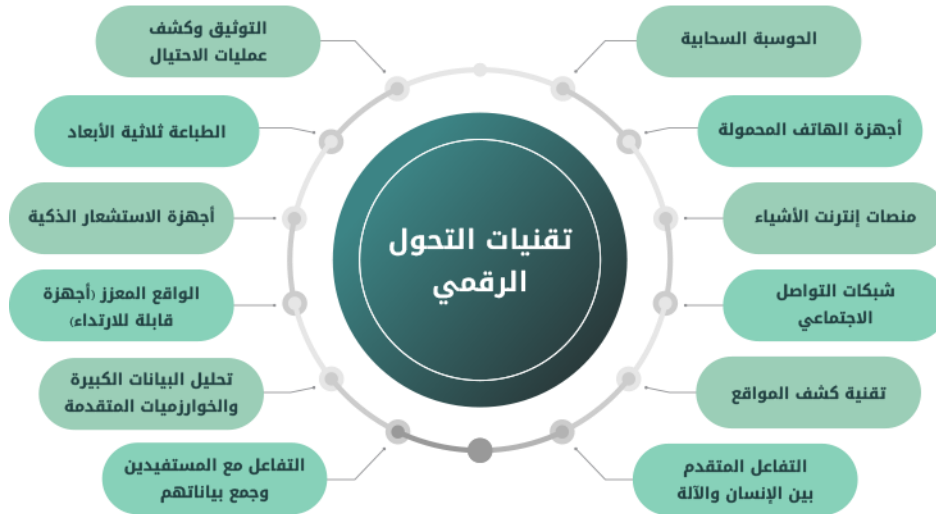 تقنيات التحول
الرقمي
الحوسبة السحابية
أجهزة الهاتف المحمولة
منصات إنترنت الأشياء
شبكات التواصل
الاجتماعي
تقنية كشف المواقع
التفاعل المتقدم
بين الإنسان والآلة
التوثيق وكشف
عمليات الاحتيال
الطباعة ثلاثية الأبعاد
أجهزة الاستشعار الذكية
الواقع المعزز (أجهزة
قابلة للارتداء)
تحليل البيانات الكبيرة
والخوارزميات المتقدمة
التفاعل مع المستفيدين
وجمع بياناتهم